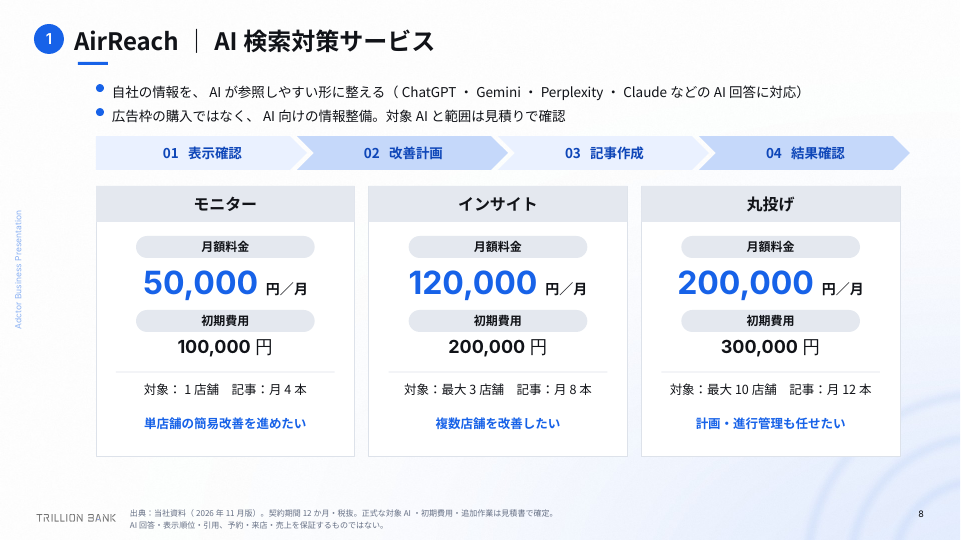 1
AirReach ｜ AI 検索対策サービス
自社の情報を、 AI が参照しやすい形に整える（ ChatGPT ・ Gemini ・ Perplexity ・ Claude などの AI 回答に対応）
広告枠の購入ではなく、 AI 向けの情報整備。対象 AI と範囲は見積りで確認
01 表示確認
02 改善計画
03 記事作成
04 結果確認
モニター
月額料金
50,000 円／月
初期費用
100,000 円
対象： 1 店舗　記事：月 4 本
単店舗の簡易改善を進めたい
インサイト
月額料金
120,000 円／月
初期費用
200,000 円
対象：最大 3 店舗　記事：月 8 本
複数店舗を改善したい
丸投げ
月額料金
200,000 円／月
初期費用
300,000 円
対象：最大 10 店舗　記事：月 12 本
計画・進行管理も任せたい
Adctor Business Presentation
TRILLION BANK
出典：当社資料（ 2026 年 11 月版）。契約期間 12 か月・税抜。正式な対象 AI ・初期費用・追加作業は見積書で確定。
AI 回答・表示順位・引用、予約・来店・売上を保証するものではない。
8